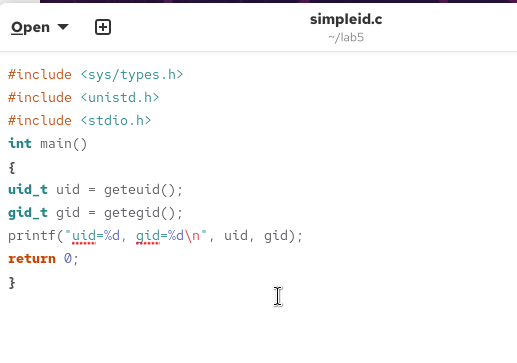 Open
simpleid.c
~/lab5
#include <sys/types.h>
#include <unistd.h>
#include <stdio.h>
int main()
{
uid_t uid = geteuid();
gid_t gid = getegid();
printf("uid=%d, gid=%d\n", uid, gid);
return 0;
}